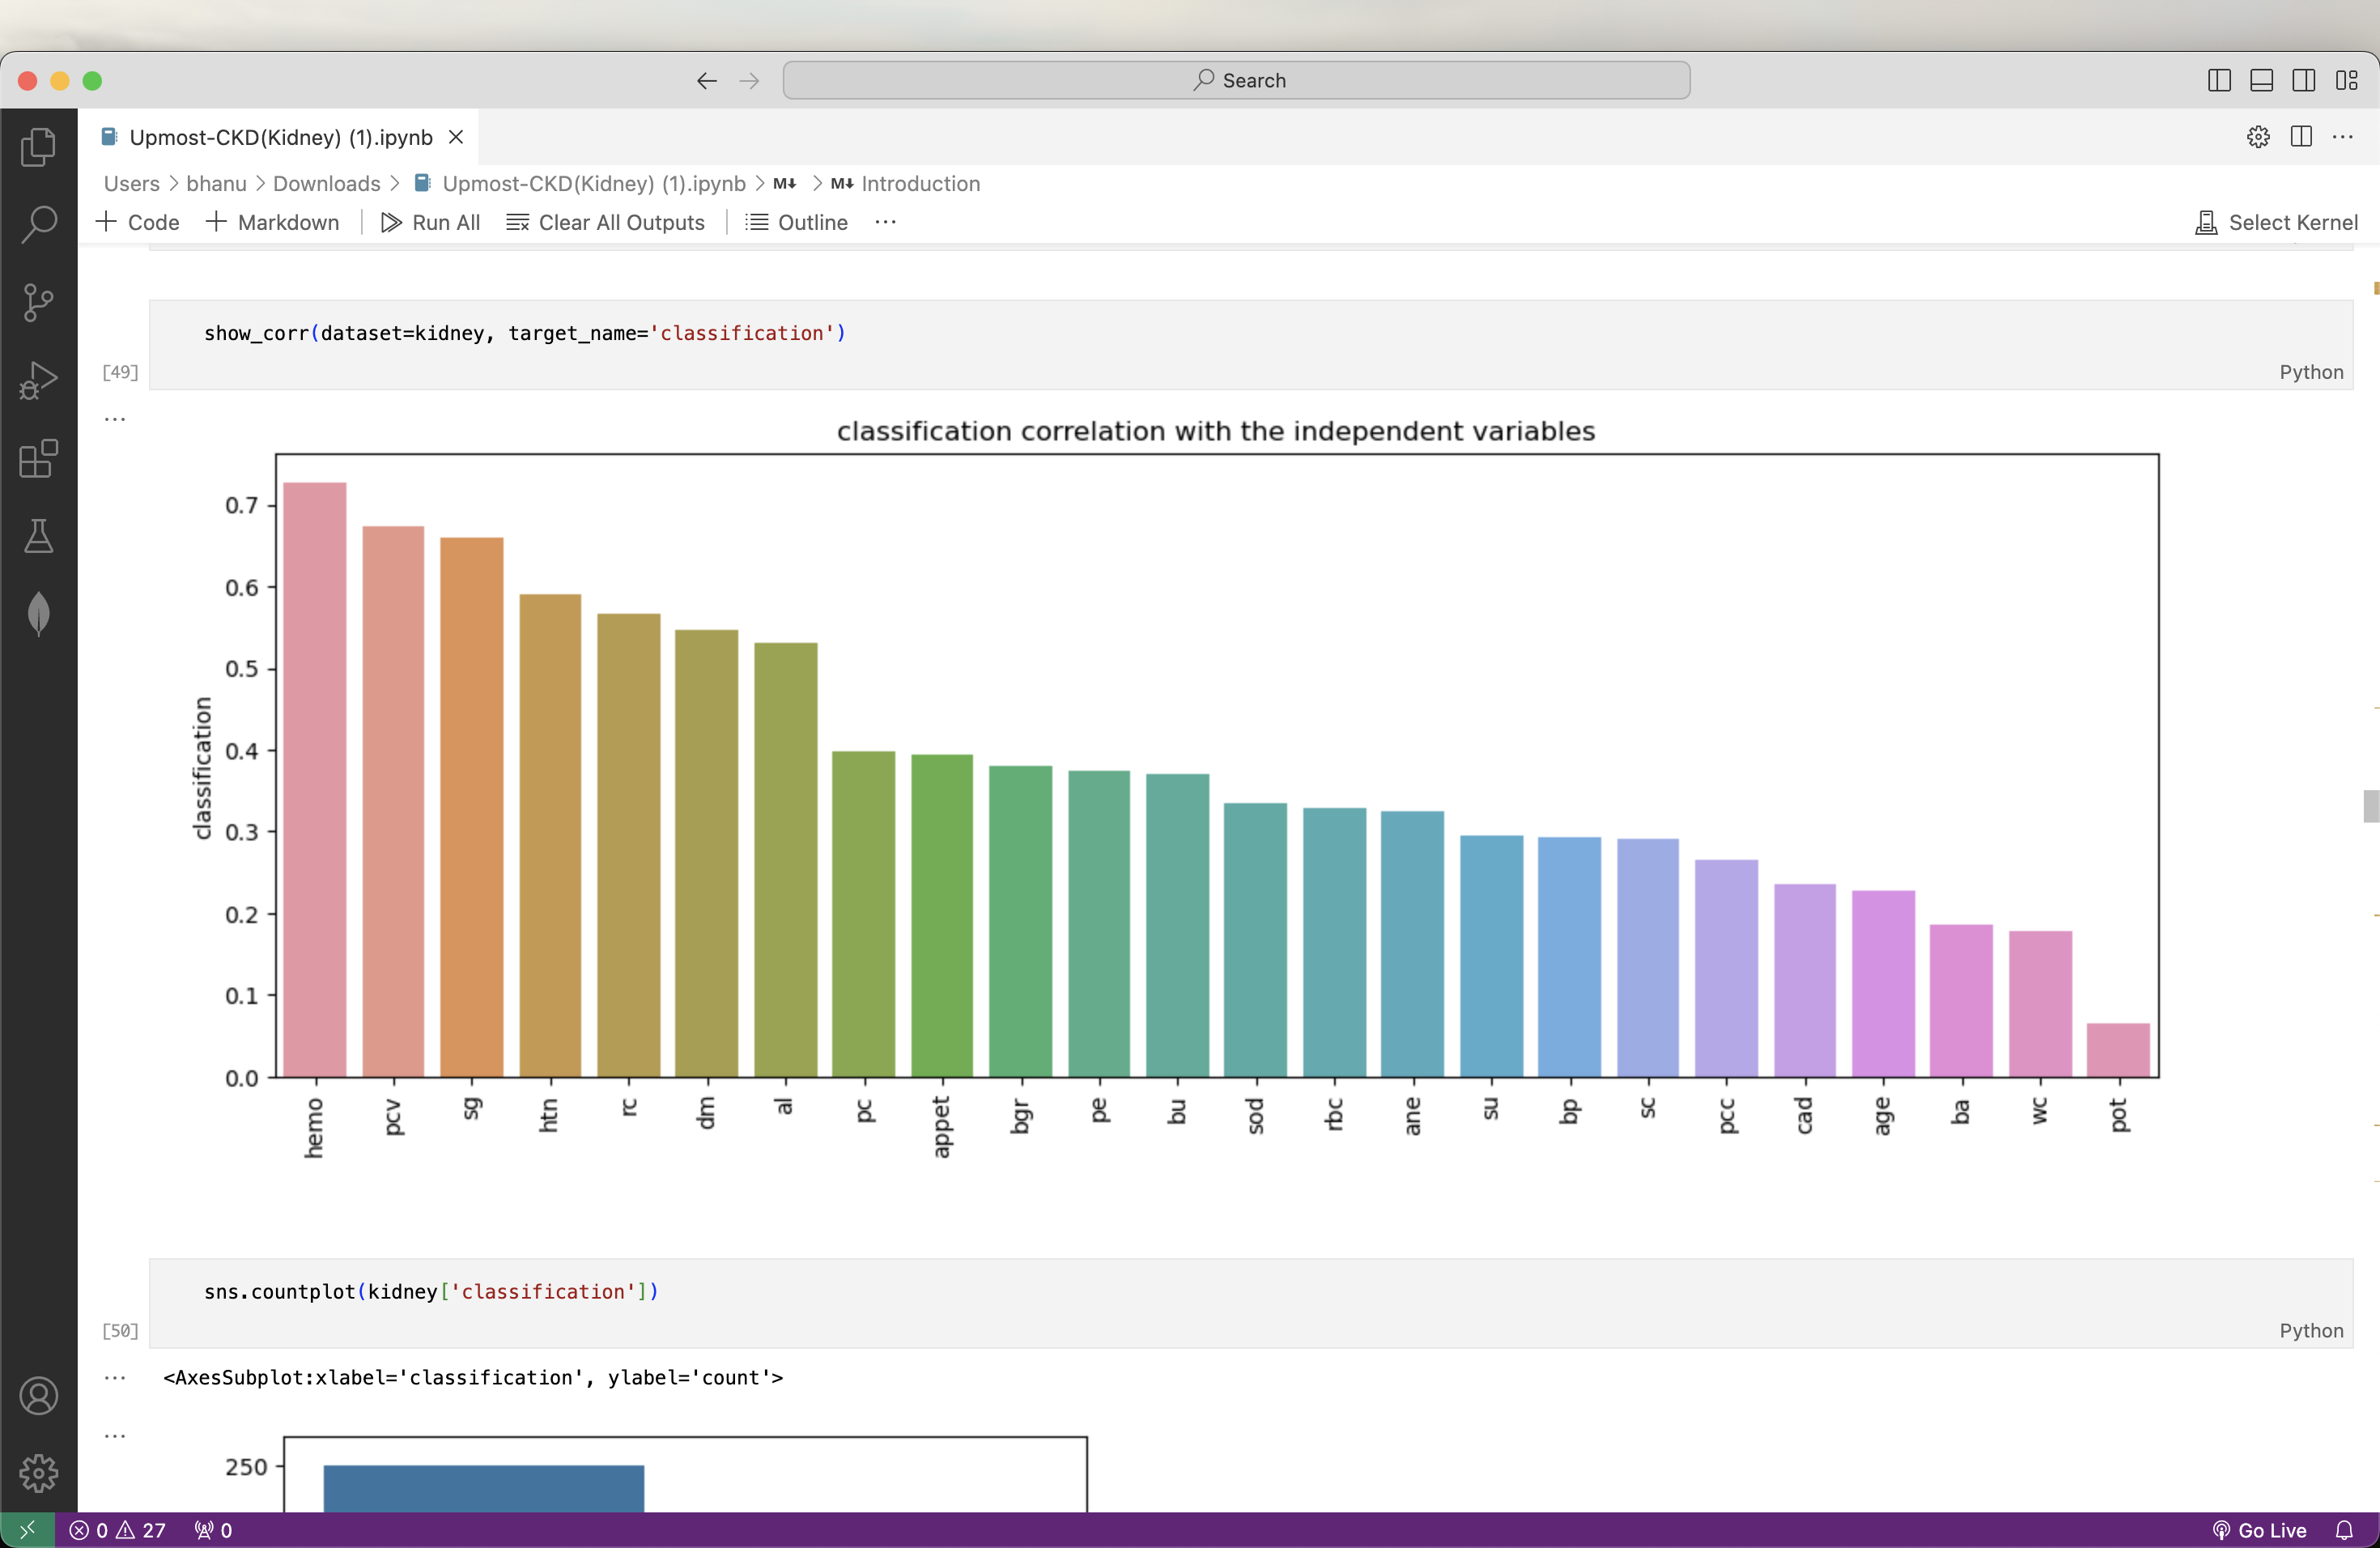 Search
Upmost-CKD(Kidney) (1).ipynb
Users > bhanu > Downloads > Upmost-CKD(Kidney) (1).ipynb > M↓ > M↓ Introduction
+ Code + Markdown Run All Clear All Outputs Outline ... Select Kernel
show_corr(dataset=kidney, target_name='classification')
[49]
Python
...
classification correlation with the independent variables
classification
0.7
0.6
0.5
0.4
0.3
0.2
0.1
0.0
hemo pcv sg htn rc dm al pc appet bgr pe bu sod rbc ane su bp sc pcc cad age ba wc pot
sns.countplot(kidney['classification'])
[50]
Python
... <AxesSubplot:xlabel='classification', ylabel='count'>
...
250
0 27 0 Go Live